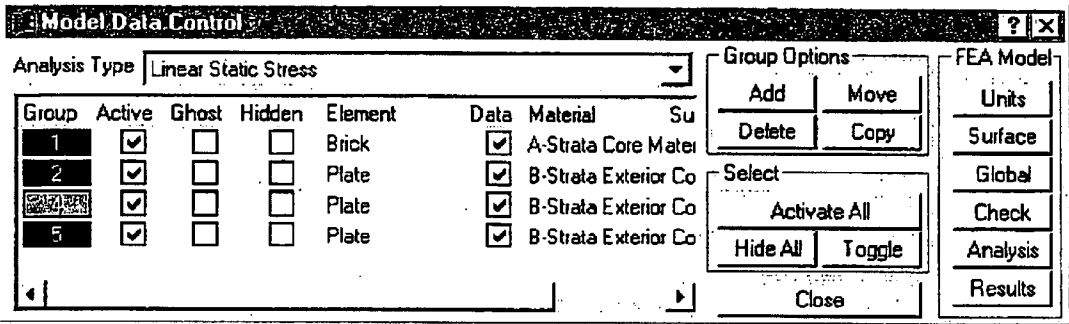 Model Data Control
? X
Analysis Type Linear Static Stress
Group Active Ghost Hidden Element Data Material Su
1 Brick A-Strata Core Mater
2 Plate B-Strata Exterior Co
Plate B-Strata Exterior Co
5 Plate B-Strata Exterior Co
Group Options
Add Move
Delete Copy
Select
Activate All
Hide All Toggle
Close
FEA Model
Units
Surface
Global
Check
Analysis
Results